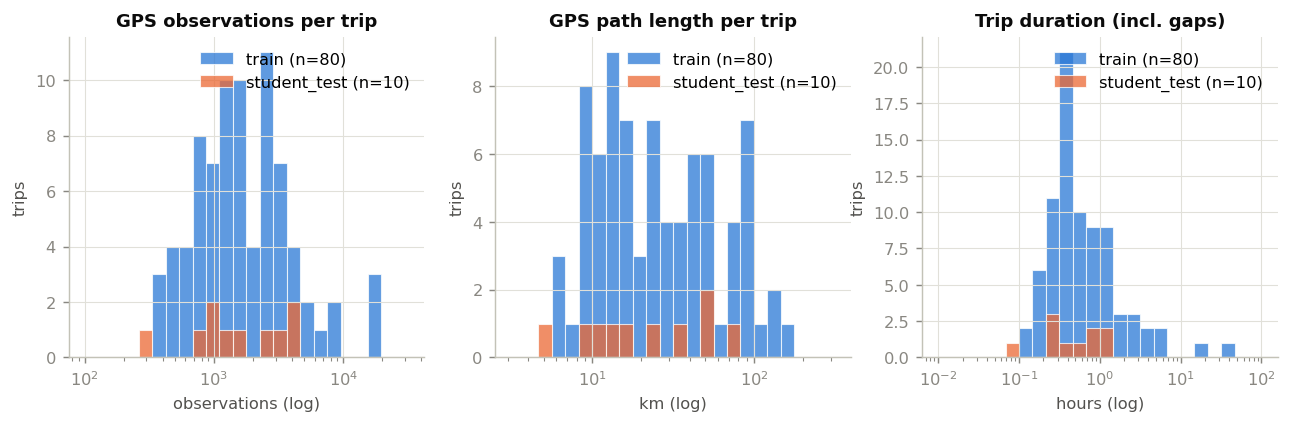 GPS observations per trip
train (n=80)
student_test (n=10)
trips
10
8
6
4
2
0
10²
10³
10⁴
observations (log)
GPS path length per trip
train (n=80)
student_test (n=10)
trips
8
6
4
2
0
10¹
10²
km (log)
Trip duration (incl. gaps)
train (n=80)
student_test (n=10)
trips
20.0
17.5
15.0
12.5
10.0
7.5
5.0
2.5
0.0
10⁻²
10⁻¹
10⁰
10¹
10²
hours (log)